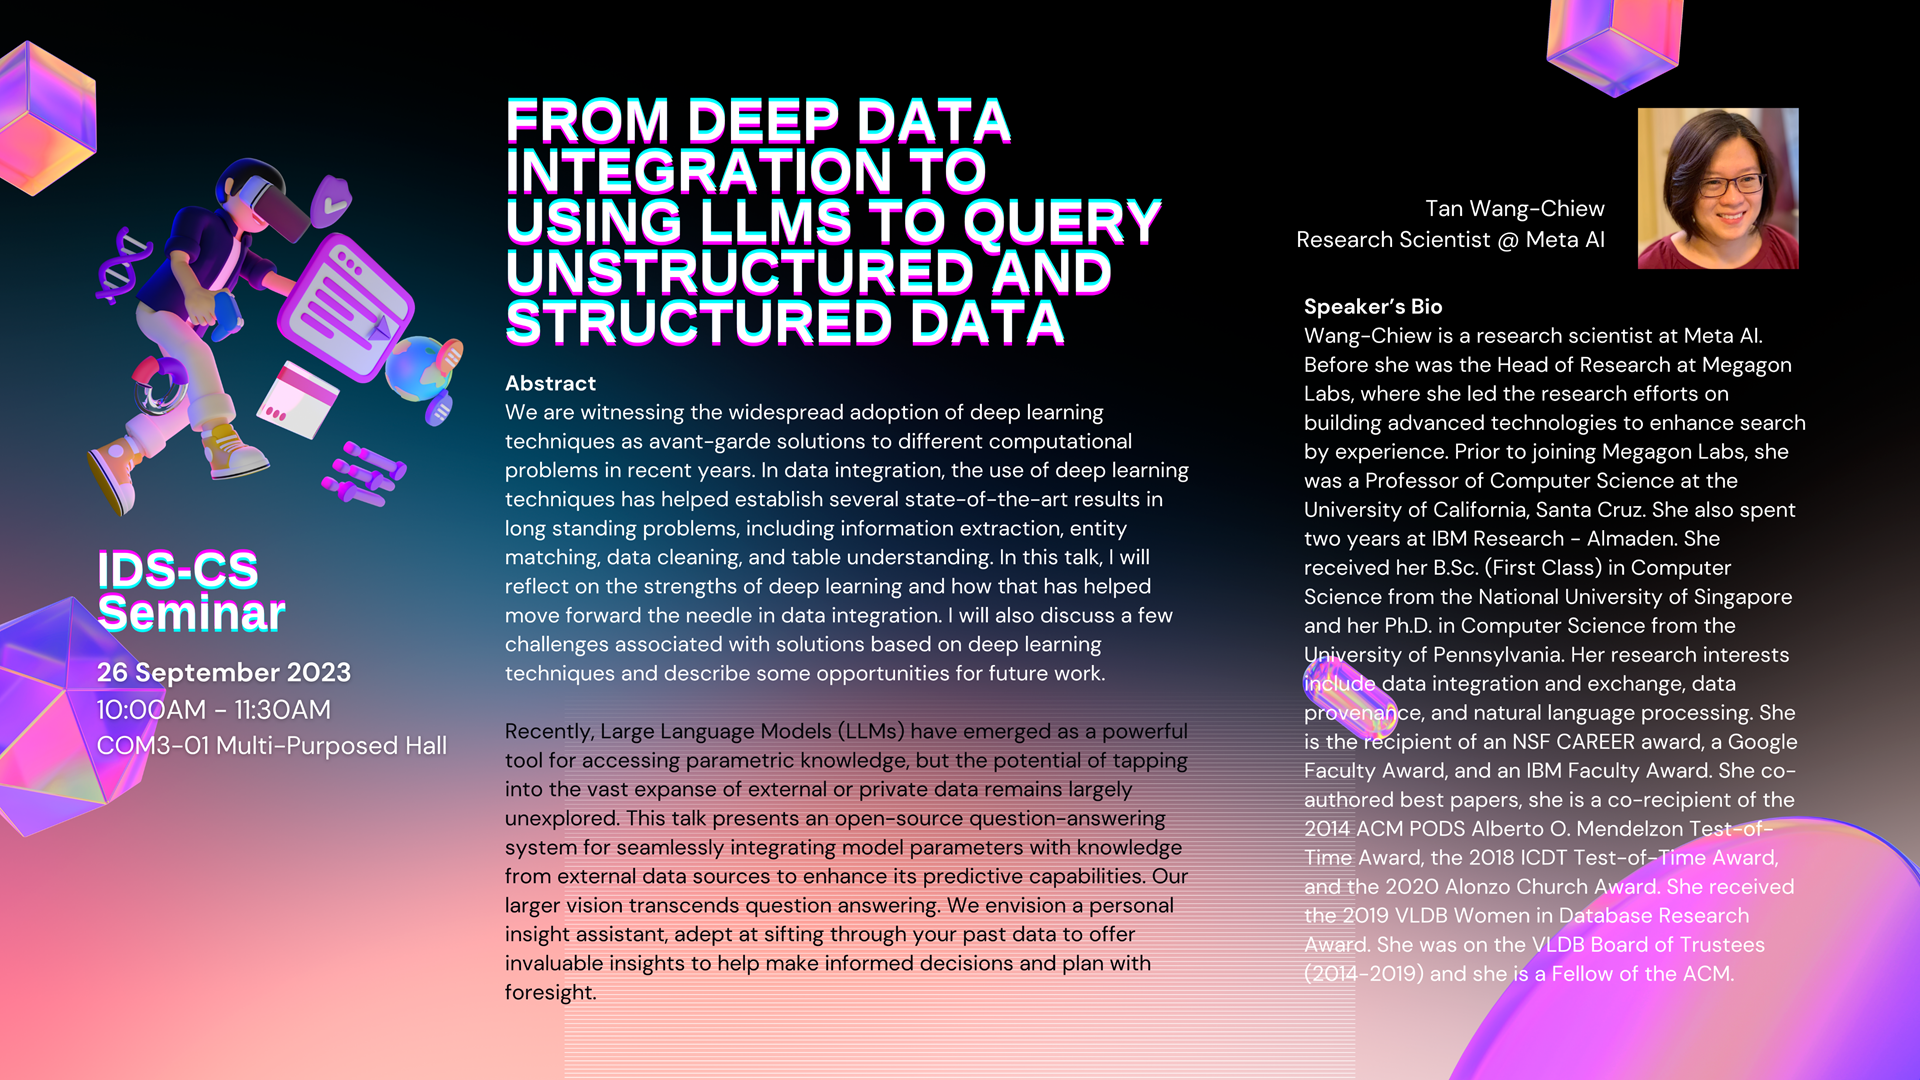 IDS-CS
Seminar
26 September 2023
10:00AM - 11:30AM
COM3-01 Multi-Purposed Hall
FROM DEEP DATA
INTEGRATION TO
USING LLMS TO QUERY
UNSTRUCTURED AND
STRUCTURED DATA
Abstract
We are witnessing the widespread adoption of deep learning
techniques as avant-garde solutions to different computational
problems in recent years. In data integration, the use of deep learning
techniques has helped establish several state-of-the-art results in
long standing problems, including information extraction, entity
matching, data cleaning, and table understanding. In this talk, I will
reflect on the strengths of deep learning and how that has helped
move forward the needle in data integration. I will also discuss a few
challenges associated with solutions based on deep learning
techniques and describe some opportunities for future work.
Recently, Large Language Models (LLMs) have emerged as a powerful
tool for accessing parametric knowledge, but the potential of tapping
into the vast expanse of external or private data remains largely
unexplored. This talk presents an open-source question-answering
system for seamlessly integrating model parameters with knowledge
from external data sources to enhance its predictive capabilities. Our
larger vision transcends question answering. We envision a personal
insight assistant, adept at sifting through your past data to offer
invaluable insights to help make informed decisions and plan with
foresight.
Tan Wang-Chiew
Research Scientist @ Meta AI
Speaker's Bio
Wang-Chiew is a research scientist at Meta AI.
Before she was the Head of Research at Megagon
Labs, where she led the research efforts on
building advanced technologies to enhance search
by experience. Prior to joining Megagon Labs, she
was a Professor of Computer Science at the
University of California, Santa Cruz. She also spent
two years at IBM Research - Almaden. She
received her B.Sc. (First Class) in Computer
Science from the National University of Singapore
and her Ph.D. in Computer Science from the
University of Pennsylvania. Her research interests
include data integration and exchange, data
provenance, and natural language processing. She
is the recipient of an NSF CAREER award, a Google
Faculty Award, and an IBM Faculty Award. She co-
authored best papers, she is a co-recipient of the
2014 ACM PODS Alberto O. Mendelzon Test-of-
Time Award, the 2018 ICDT Test-of-Time Award,
and the 2020 Alonzo Church Award. She received
the 2019 VLDB Women in Database Research
Award. She was on the VLDB Board of Trustees
(2014-2019) and she is a Fellow of the ACM.